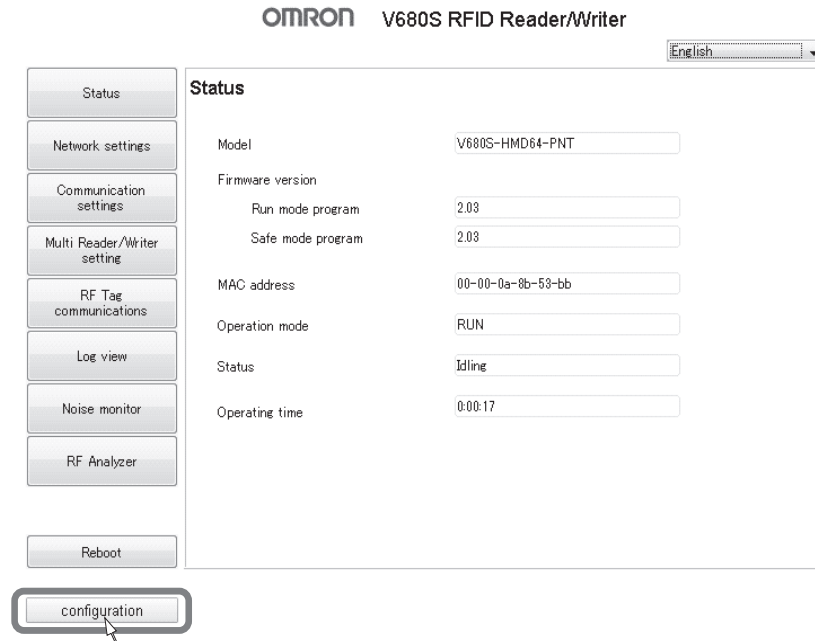 OMRON V680S RFID Reader/Writer
English
Status
Network settings
Communication
settings
Multi Reader/Writer
setting
RF Tag
communications
Log view
Noise monitor
RF Analyzer
Reboot
configuration
Status
Model V680S-HMD64-PNT
Firmware version
Run mode program 2.03
Safe mode program 2.03
MAC address 00-00-0a-8b-53-bb
Operation mode RUN
Status Idling
Operating time 0:00:17